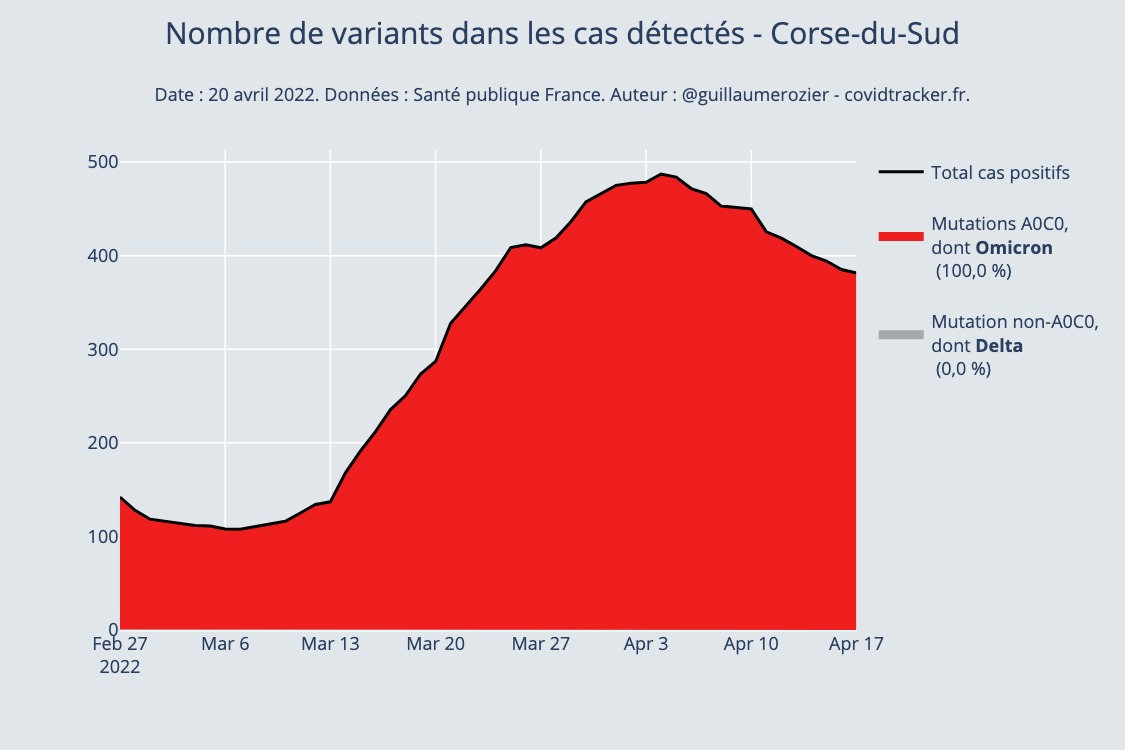 Nombre de variants dans les cas détectés - Corse-du-Sud
Date : 20 avril 2022. Données : Santé publique France. Auteur : @guillaumerozier - covidtracker.fr.
500
400
300
200
100
0
Feb 27
2022
Mar 6
Mar 13
Mar 20
Mar 27
Apr 3
Apr 10
Apr 17
Total cas positifs
Mutations A0C0,
dont Omicron
(100,0 %)
Mutation non-A0C0,
dont Delta
(0,0 %)